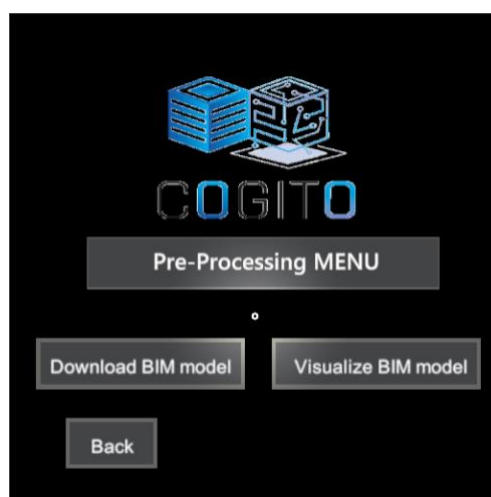 COGITO
Pre-Processing MENU
Download BIM model
Visualize BIM model
Back